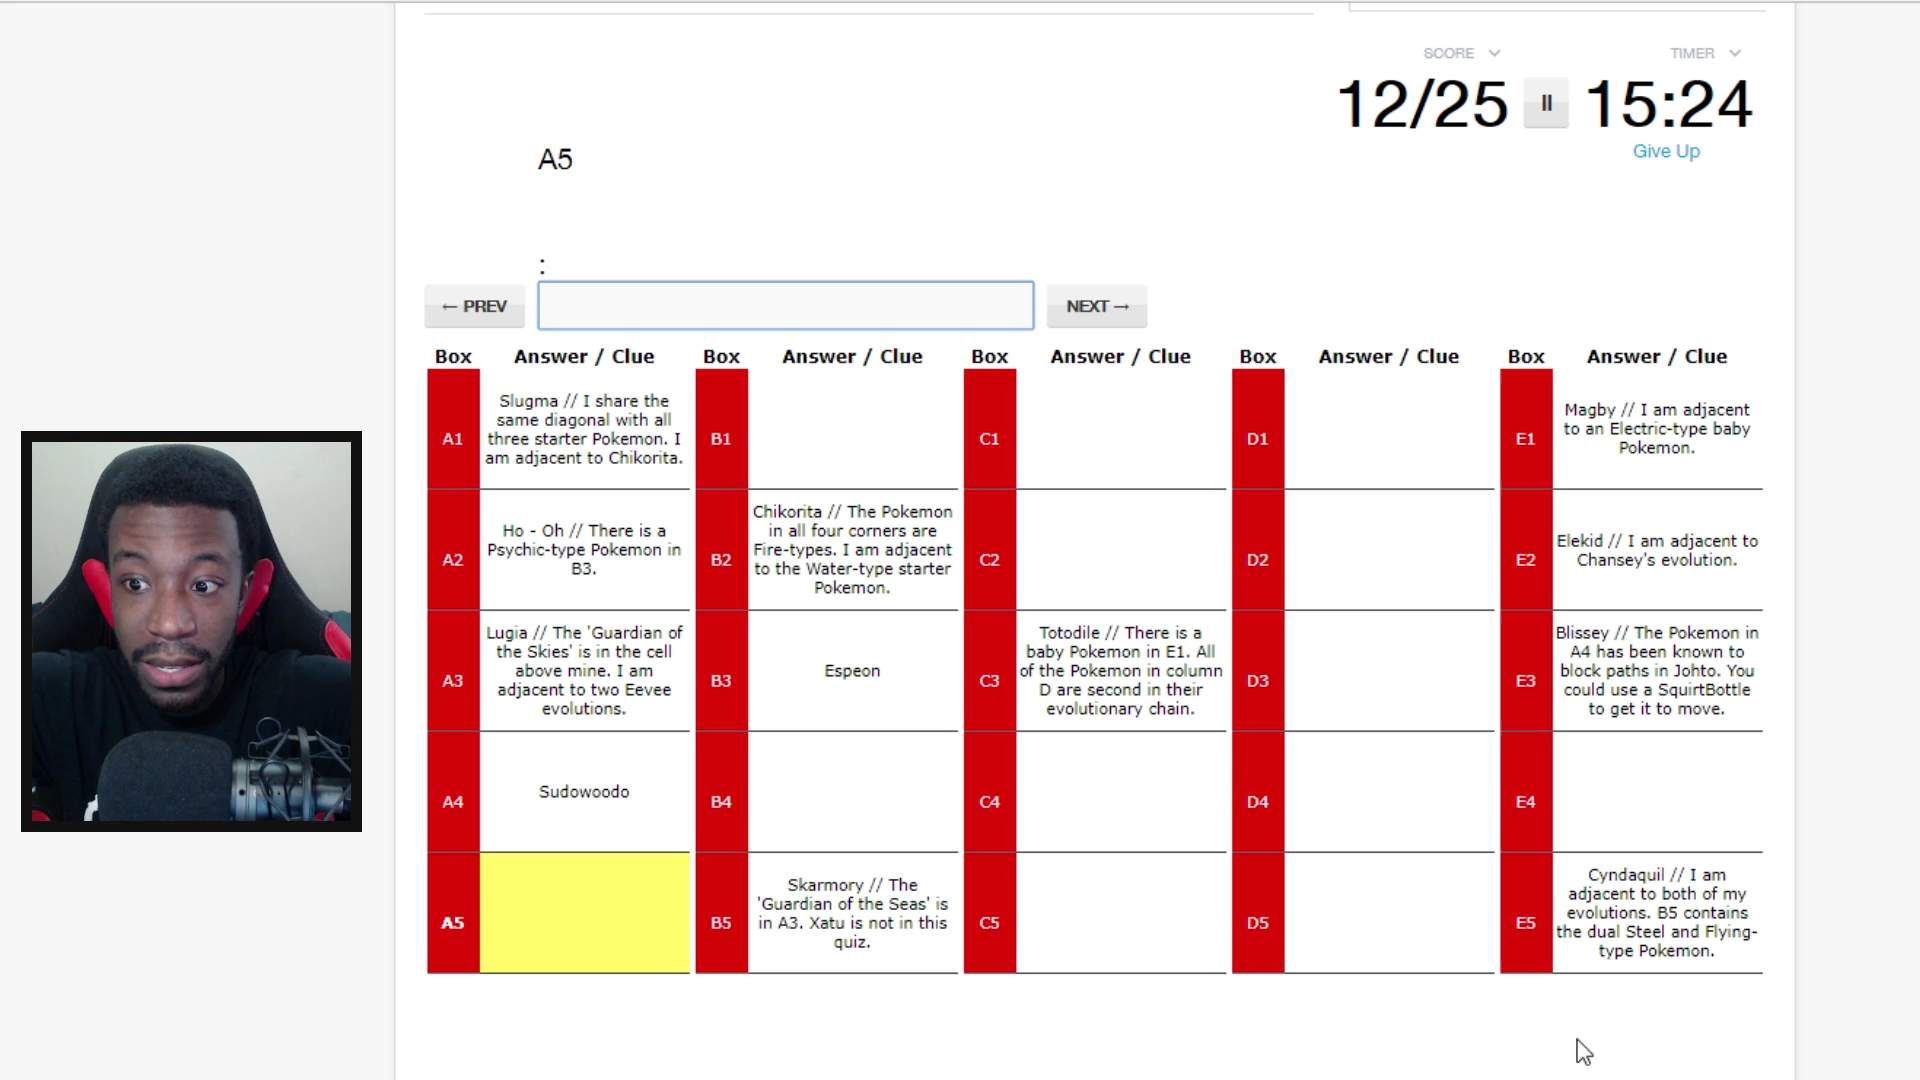 SCORE
TIMER
12/25
15:24
Give Up
A5
:
← PREV
NEXT →
Box Answer / Clue Box Answer / Clue Box Answer / Clue Box Answer / Clue Box Answer / Clue
A1
Slugma // I share the
same diagonal with all
three starter Pokemon. I
am adjacent to Chikorita.
B1
C1
D1
E1
Magby // I am adjacent
to an Electric-type baby
Pokemon.
A2
Ho - Oh // There is a
Psychic-type Pokemon in
B3.
B2
Chikorita // The Pokemon
in all four corners are
Fire-types. I am adjacent
to the Water-type starter
Pokemon.
C2
D2
E2
Elekid // I am adjacent to
Chansey's evolution.
A3
Lugia // The 'Guardian of
the Skies' is in the cell
above mine. I am
adjacent to two Eevee
evolutions.
B3
Espeon
C3
Totodile // There is a
baby Pokemon in E1. All
of the Pokemon in column
D are second in their
evolutionary chain.
D3
E3
Blissey // The Pokemon in
A4 has been known to
block paths in Johto. You
could use a SquirtBottle
to get it to move.
A4
Sudowoodo
B4
C4
D4
E4
A5
B5
Skarmory // The
'Guardian of the Seas' is
in A3. Xatu is not in this
quiz.
C5
D5
E5
Cyndaquil // I am
adjacent to both of my
evolutions. B5 contains
the dual Steel and Flying-
type Pokemon.